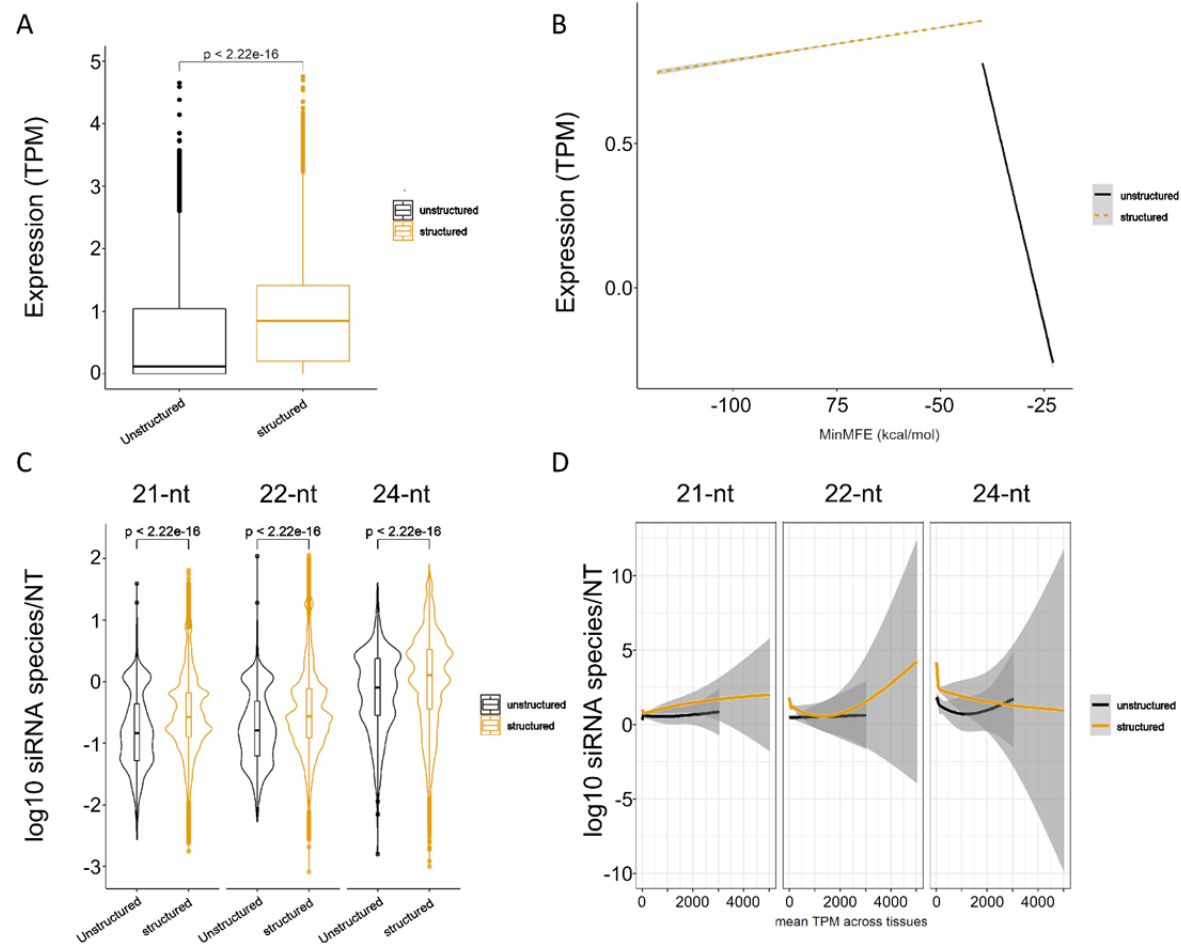 A
p < 2.22e-16
Expression (TPM)
5
4
3
2
1
0
Unstructured
structured
unstructured
structured
B
Expression (TPM)
0.5
0.0
-100
75
-50
-25
MinMFE (kcal/mol)
unstructured
structured
C
21-nt
22-nt
24-nt
p < 2.22e-16
p < 2.22e-16
p < 2.22e-16
log10 siRNA species/NT
2
1
0
-1
-2
-3
Unstructured
structured
Unstructured
structured
Unstructured
structured
unstructured
structured
D
21-nt
22-nt
24-nt
log10 siRNA species/NT
10
5
0
-5
-10
0 2000 4000
0 2000 4000
0 2000 4000
mean TPM across tissues
unstructured
structured